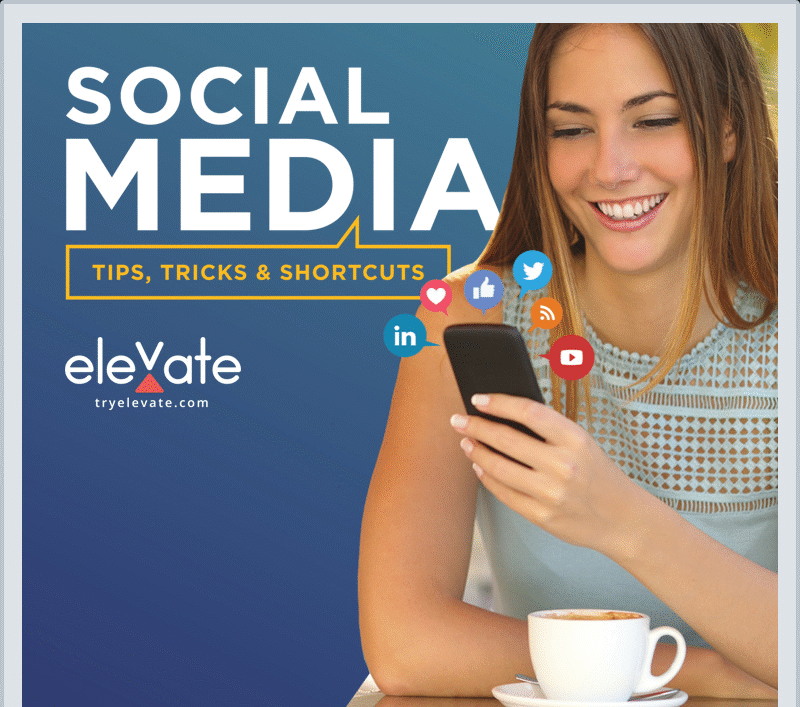 SOCIAL
MEDIA
TIPS, TRICKS & SHORTCUTS
elevate
tryelevate.com
in